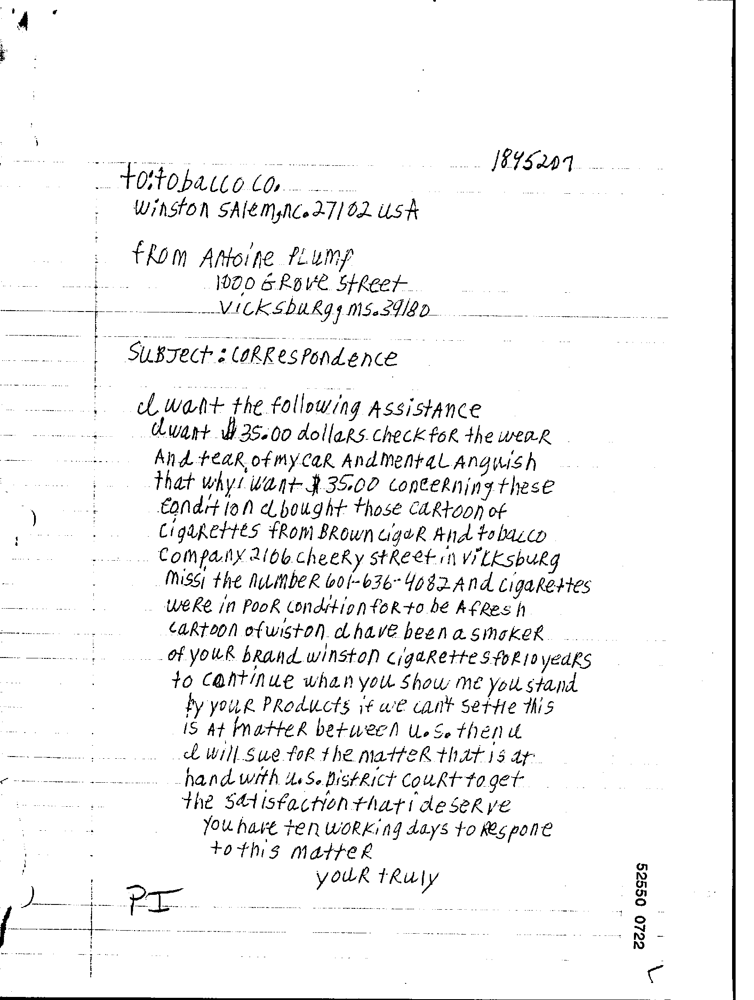 1845207
to:tobacco co.
Winston SAlem,nc. 27102 USA
fROM Antoine PLUMP
1000 GROVE StReet
Vicksburg, ms. 39180
SUBJect: CORRespondence
I want the following AssistAnce
I want $35.00 dollaRs check foR the weaR
And teaR of my caR And mentaL Anguish
that why i want $35.00 conceRning these
condition I bought those caRtoon of
cigaRettes fRom BRown cigaR And tobacco
Company 2106 cheeRy stReet in VicKsbuRg
Missi the numbeR 601-636-4082 And cigaRettes
weRe in PooR condition foR to be A fResh
caRtoon of wiston I have been a smokeR
of youR bRand winston cigaRettes foR 10 yeaRs
to continue whan you show me you stand
by youR PRoducts if we can't settle this
is At matteR between u.s. then u
I will sue foR the matteR that is at
hand with u.s. DistRict couRt to get
the satisfaction that i deseRve
You have ten woRking days to Respone
to this matteR
youR tRuly
PI
52550 0722